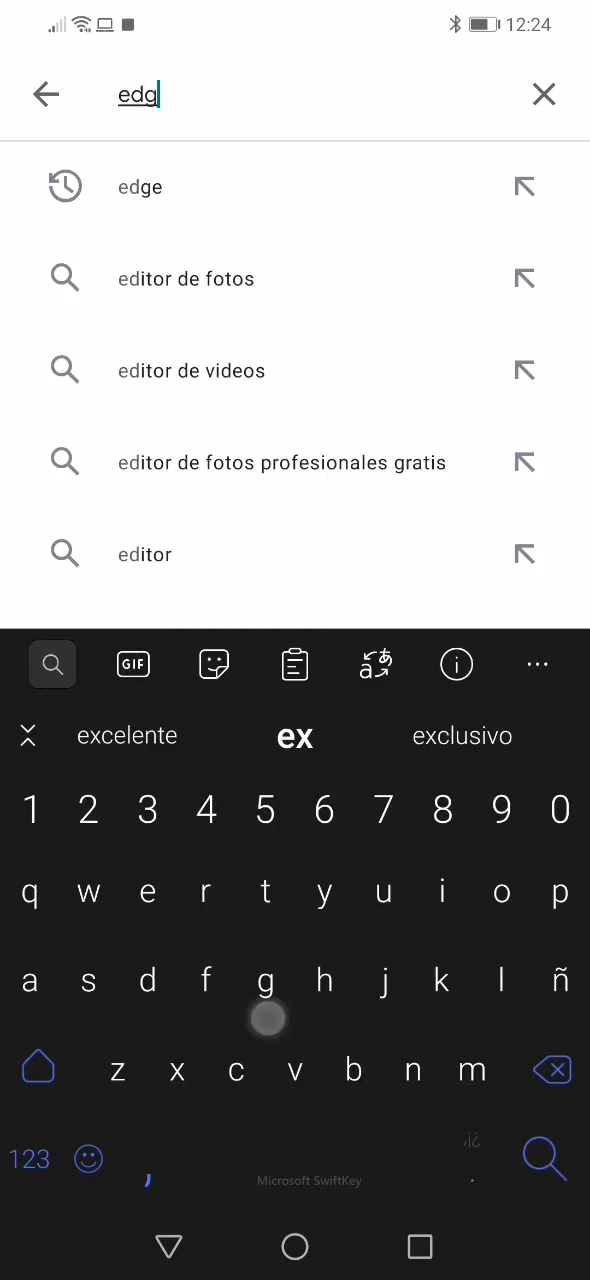 12:24
edg
edge
editor de fotos
editor de videos
editor de fotos profesionales gratis
editor
GIF
excelente ex exclusivo
1 2 3 4 5 6 7 8 9 0
q w e r t y u i o p
a s d f g h j k l ñ
z x c v b n m
123 , Microsoft SwiftKey .